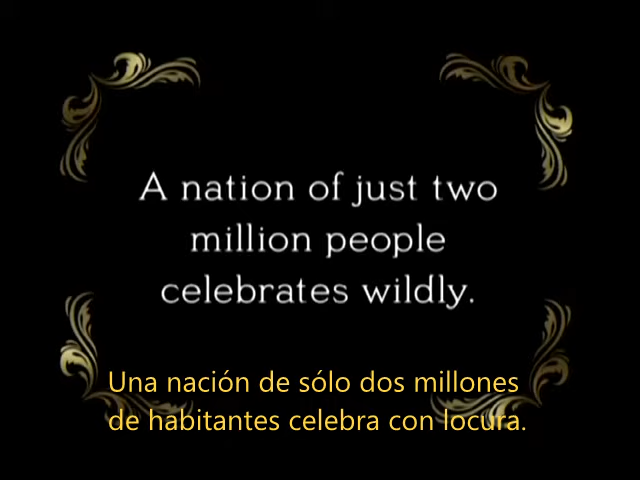 A nation of just two
million people
celebrates wildly.
Una nación de sólo dos millones
de habitantes celebra con locura.